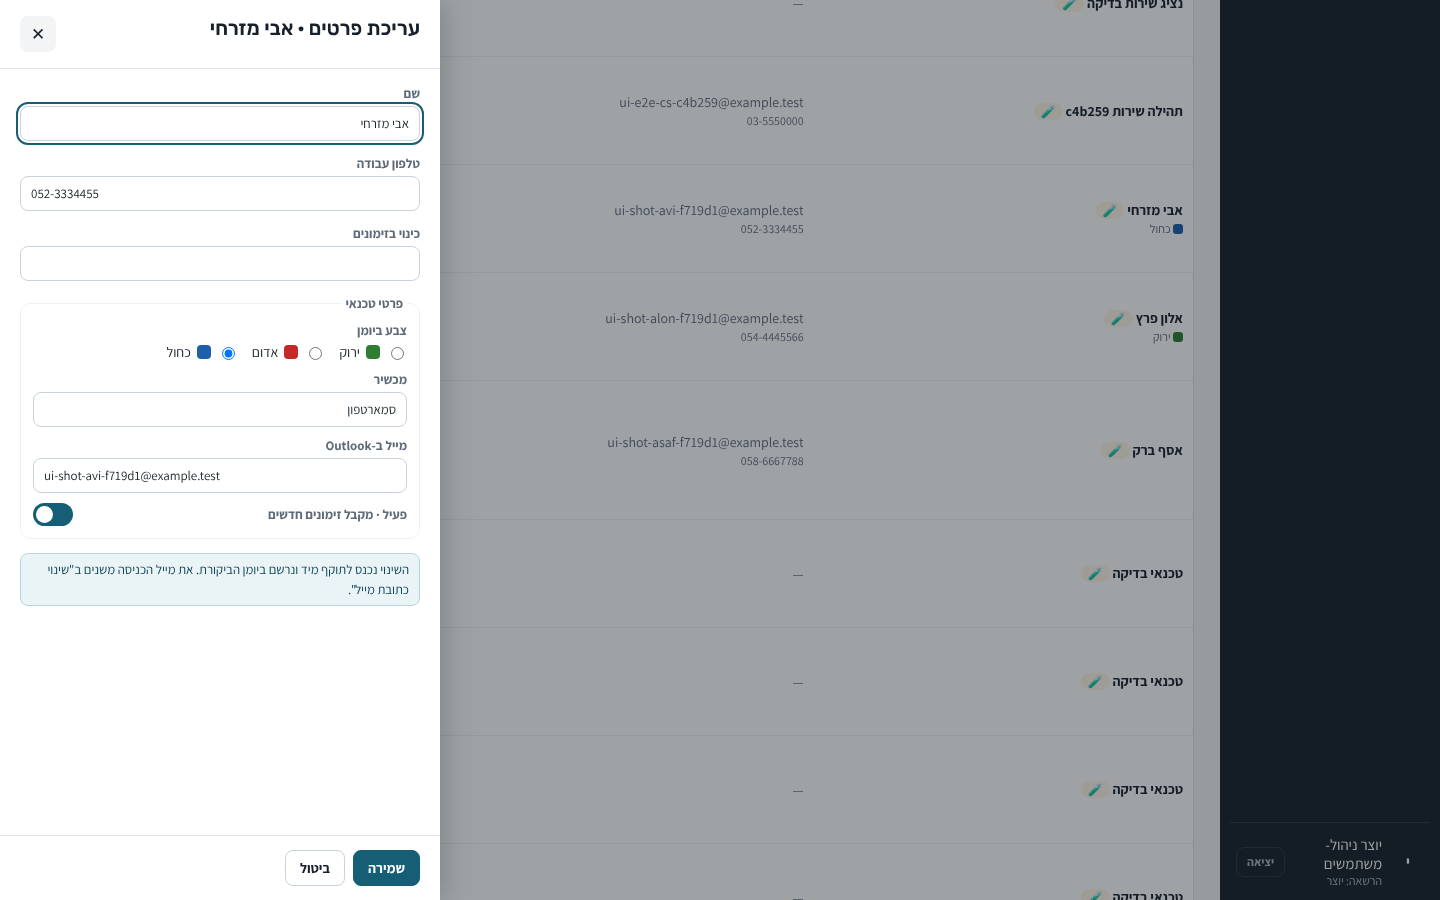 עריכת פרטים • אבי מזרחי
✕
שם
אבי מזרחי
טלפון עבודה
052-3334455
כינוי בזימונים
פרטי טכנאי
צבע ביומן
ירוק
אדום
כחול
מכשיר
סמארטפון
מייל ב-Outlook
ui-shot-avi-f719d1@example.test
פעיל · מקבל זימונים חדשים
השינוי נכנס לתוקף מיד ונרשם ביומן הביקורת. את מייל הכניסה משנים ב"שינוי
כתובת מייל".
שמירה
ביטול
נציג שירות בדיקה
—
תהילה שירות c4b259
ui-e2e-cs-c4b259@example.test
03-5550000
אבי מזרחי
כחול
ui-shot-avi-f719d1@example.test
052-3334455
אלון פרץ
ירוק
ui-shot-alon-f719d1@example.test
054-4445566
אסף ברק
ui-shot-asaf-f719d1@example.test
058-6667788
טכנאי בדיקה
—
טכנאי בדיקה
—
טכנאי בדיקה
—
טכנאי בדיקה
—
י
יוצר ניהול-
משתמשים
הרשאה: יוצר
יציאה